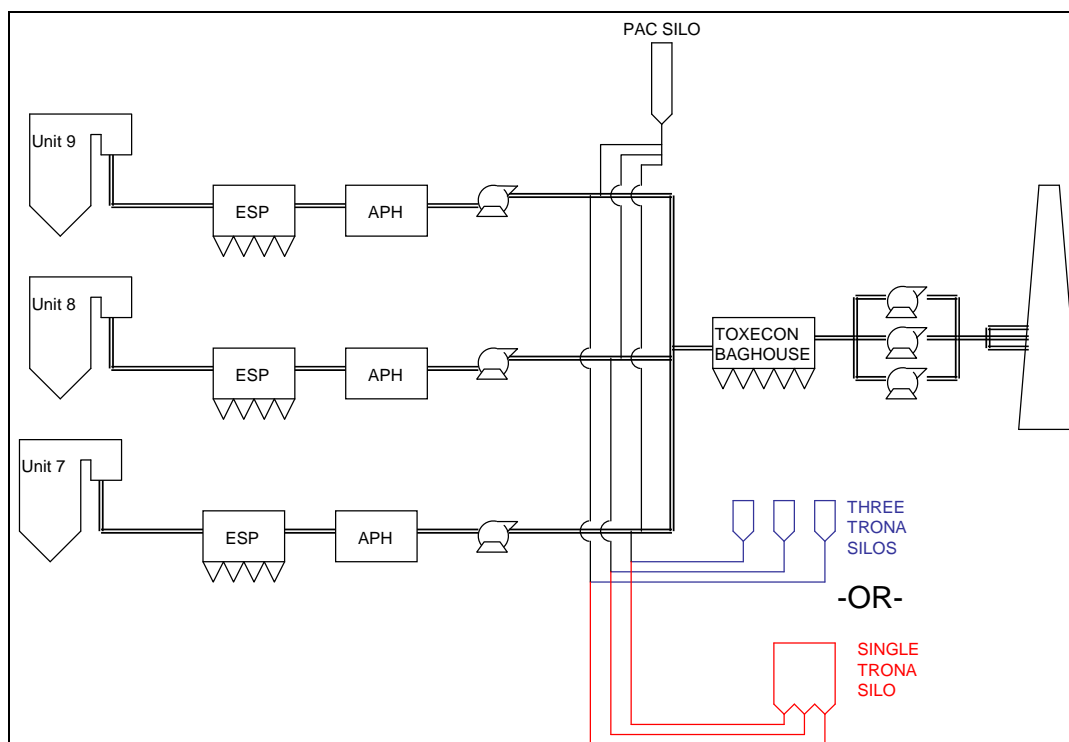 PAC SILO
Unit 9
ESP
APH
Unit 8
ESP
APH
TOXECON
BAGHOUSE
Unit 7
ESP
APH
THREE
TRONA
SILOS
-OR-
SINGLE
TRONA
SILO